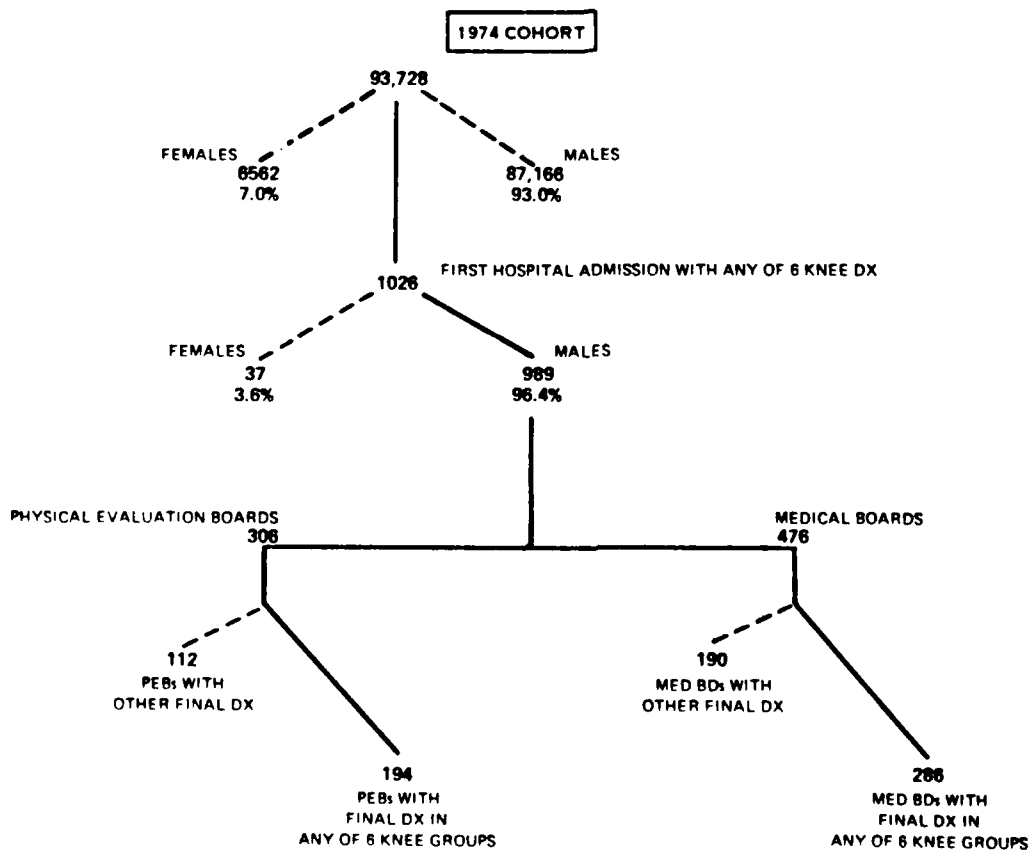 1974 COHORT
93,728
FEMALES
6562
7.0%
MALES
87,166
93.0%
1026
FIRST HOSPITAL ADMISSION WITH ANY OF 6 KNEE DX
FEMALES
37
3.6%
MALES
989
96.4%
PHYSICAL EVALUATION BOARDS
306
MEDICAL BOARDS
476
112
PEBs WITH
OTHER FINAL DX
190
MED BDs WITH
OTHER FINAL DX
194
PEBs WITH
FINAL DX IN
ANY OF 6 KNEE GROUPS
286
MED BDs WITH
FINAL DX IN
ANY OF 6 KNEE GROUPS